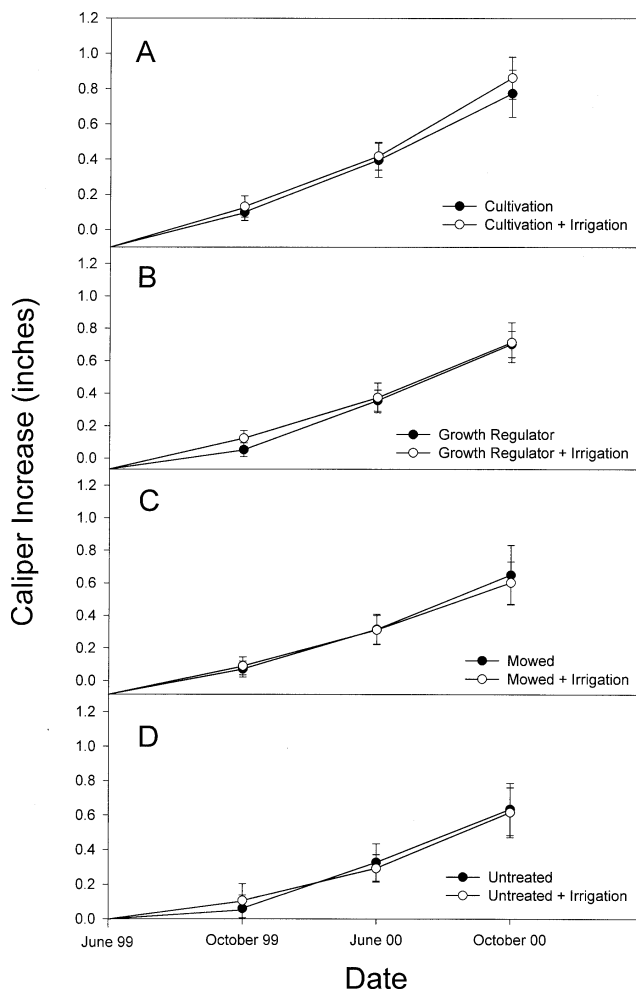 A
1.2
1.0
0.8
0.6
0.4
0.2
0.0
Cultivation
Cultivation + Irrigation
B
1.2
1.0
0.8
0.6
0.4
0.2
0.0
Growth Regulator
Growth Regulator + Irrigation
C
1.2
1.0
0.8
0.6
0.4
0.2
0.0
Mowed
Mowed + Irrigation
D
1.2
1.0
0.8
0.6
0.4
0.2
0.0
Untreated
Untreated + Irrigation
Caliper Increase (inches)
June 99
October 99
June 00
October 00
Date